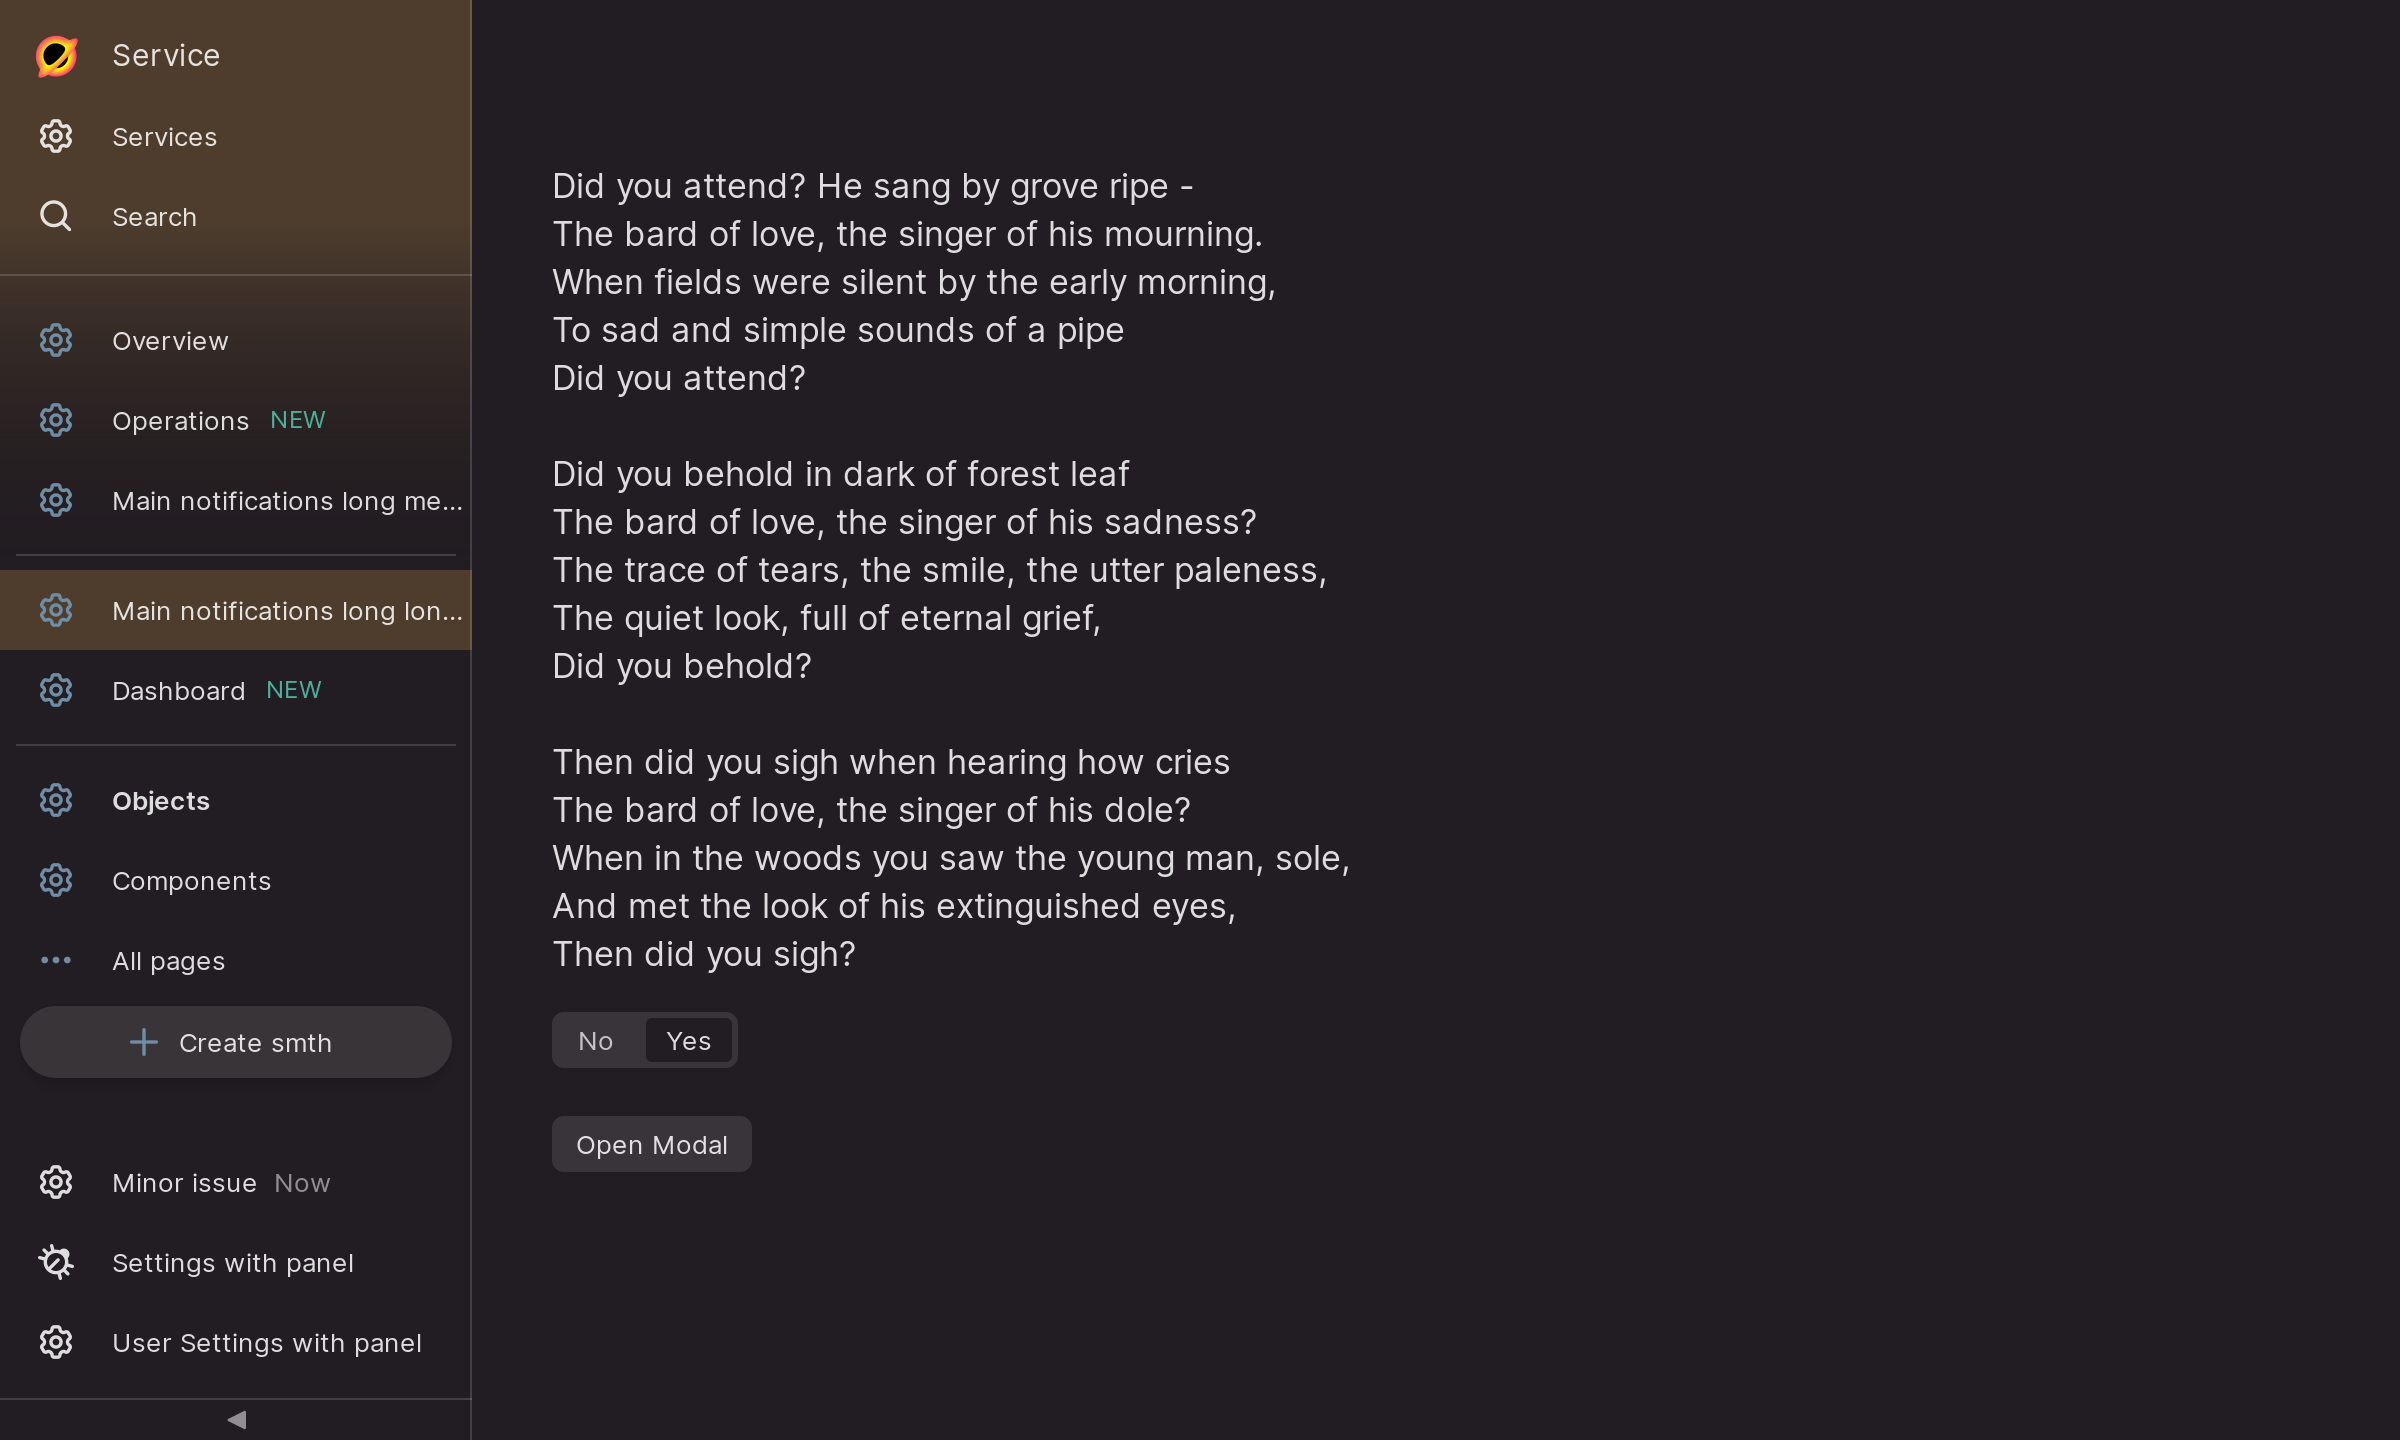 Service
Services
Search
Overview
Operations NEW
Main notifications long me...
Main notifications long lon...
Dashboard NEW
Objects
Components
All pages
Create smth
Minor issue Now
Settings with panel
User Settings with panel
Did you attend? He sang by grove ripe -
The bard of love, the singer of his mourning.
When fields were silent by the early morning,
To sad and simple sounds of a pipe
Did you attend?
Did you behold in dark of forest leaf
The bard of love, the singer of his sadness?
The trace of tears, the smile, the utter paleness,
The quiet look, full of eternal grief,
Did you behold?
Then did you sigh when hearing how cries
The bard of love, the singer of his dole?
When in the woods you saw the young man, sole,
And met the look of his extinguished eyes,
Then did you sigh?
No Yes
Open Modal